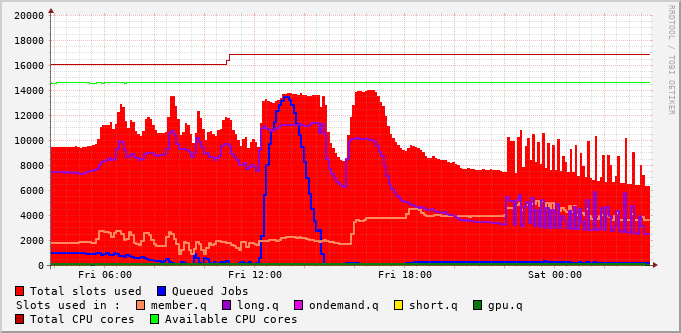 20000
18000
16000
14000
12000
10000
8000
6000
4000
2000
0
Fri 06:00 Fri 12:00 Fri 18:00 Sat 00:00
Total slots used Queued Jobs
Slots used in : member.q long.q ondemand.q short.q gpu.q
Total CPU cores Available CPU cores
RRDTOOL / TOBI OETIKER